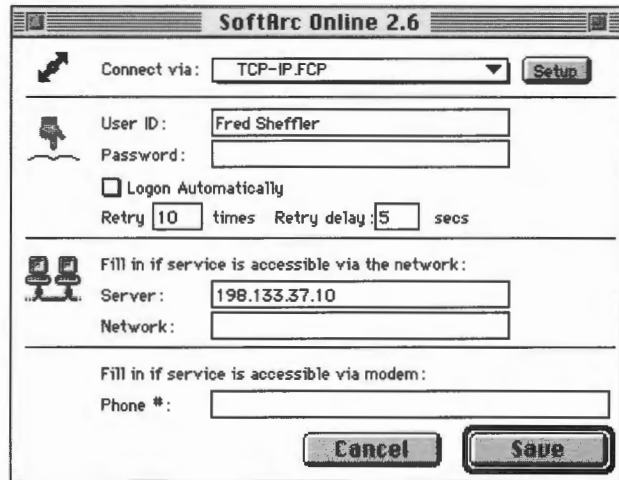 SoftArc Online 2.6
Connect via: TCP-IP.FCP Setup
User ID: Fred Sheffler
Password:
Logon Automatically
Retry 10 times Retry delay: 5 secs
Fill in if service is accessible via the network:
Server: 198.133.37.10
Network:
Fill in if service is accessible via modem:
Phone #:
Cancel Save